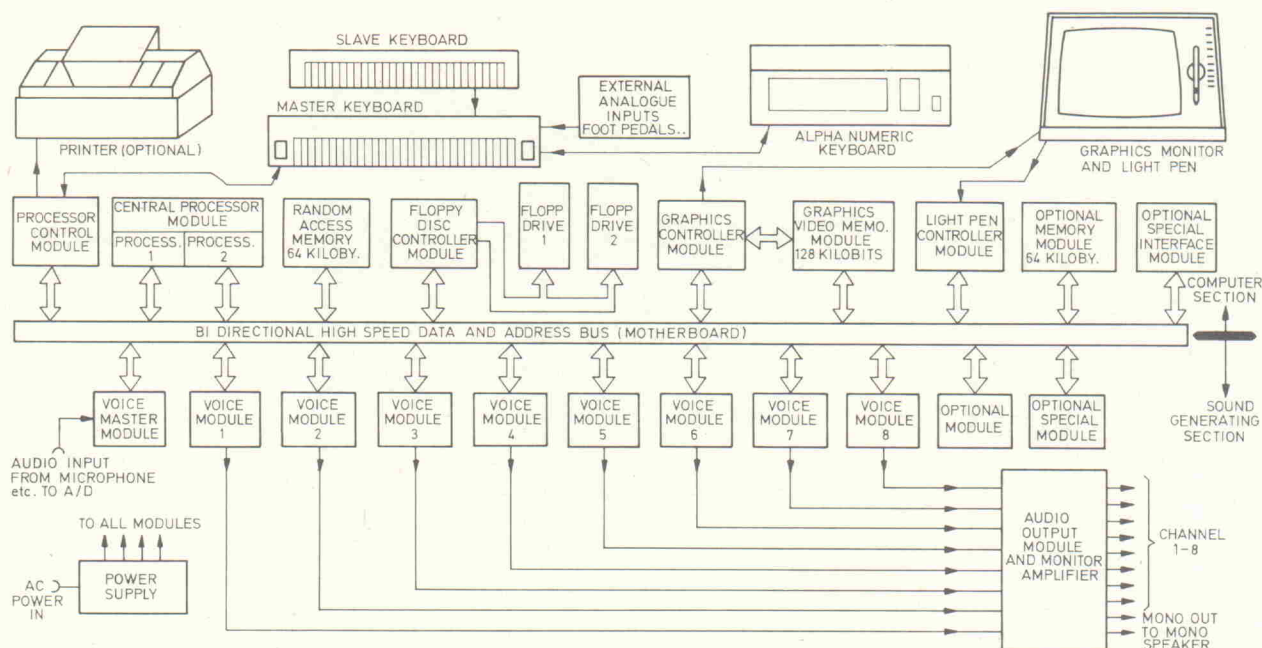 SLAVE KEYBOARD
MASTER KEYBOARD
EXTERNAL
ANALOGUE
INPUTS
FOOT PEDALS..
PRINTER (OPTIONAL)
ALPHA NUMERIC
KEYBOARD
GRAPHICS MONITOR
AND LIGHT PEN
PROCESSOR
CONTROL
MODULE
CENTRAL PROCESSOR
MODULE
PROCESS.
1
PROCESS.
2
RANDOM
ACCESS
MEMORY
64 KILOBY.
FLOPPY
DISC
CONTROLLER
MODULE
FLOPP
DRIVE
1
FLOPP
DRIVE
2
GRAPHICS
CONTROLLER
MODULE
GRAPHICS
VIDEO MEMO.
MODULE
128 KILOBITS
LIGHT PEN
CONTROLLER
MODULE
OPTIONAL
MEMORY
MODULE
64 KILOBY.
OPTIONAL
SPECIAL
INTERFACE
MODULE
COMPUTER
SECTION
BI DIRECTIONAL HIGH SPEED DATA AND ADDRESS BUS (MOTHERBOARD)
VOICE
MASTER
MODULE
VOICE
MODULE
1
VOICE
MODULE
2
VOICE
MODULE
3
VOICE
MODULE
4
VOICE
MODULE
5
VOICE
MODULE
6
VOICE
MODULE
7
VOICE
MODULE
8
OPTIONAL
MODULE
OPTIONAL
SPECIAL
MODULE
SOUND
GENERATING
SECTION
AUDIO INPUT
FROM MICROPHONE
etc. TO A/D
TO ALL MODULES
AC
POWER
IN
POWER
SUPPLY
AUDIO
OUTPUT
MODULE
AND MONITOR
AMPLIFIER
CHANNEL
1-8
MONO OUT
TO MONO
SPEAKER